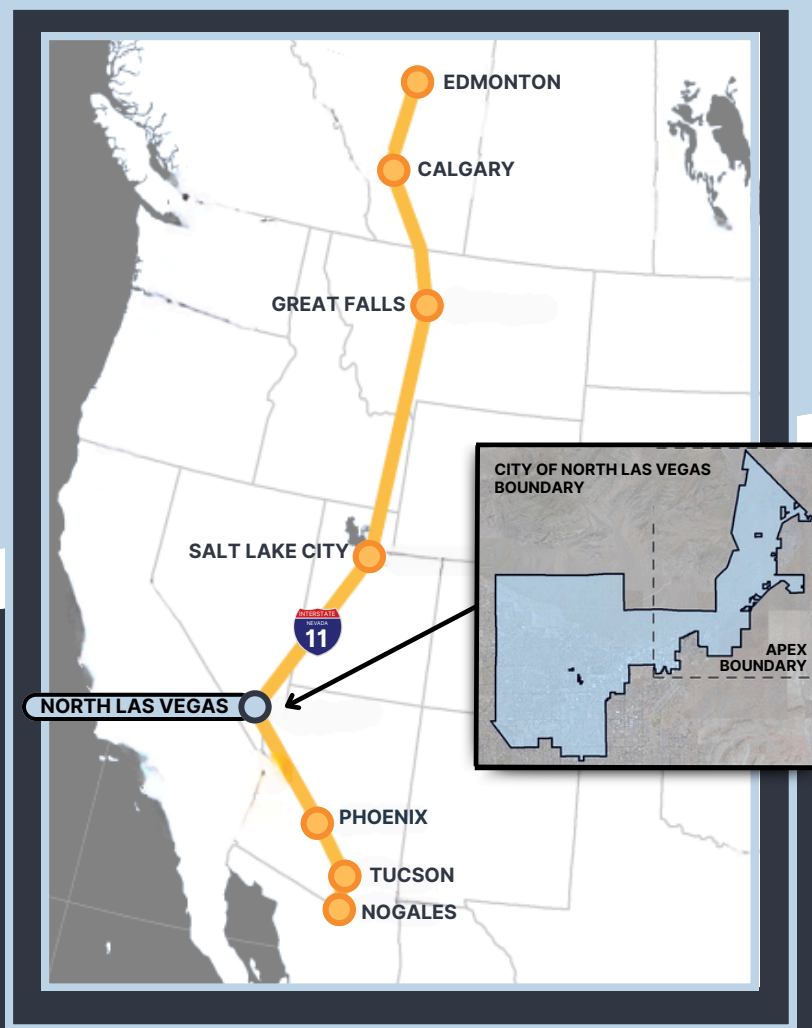 EDMONTON
CALGARY
GREAT FALLS
CITY OF NORTH LAS VEGAS
BOUNDARY
SALT LAKE CITY
INTERSTATE
NEVADA
11
APEX
BOUNDARY
NORTH LAS VEGAS
PHOENIX
TUCSON
NOGALES